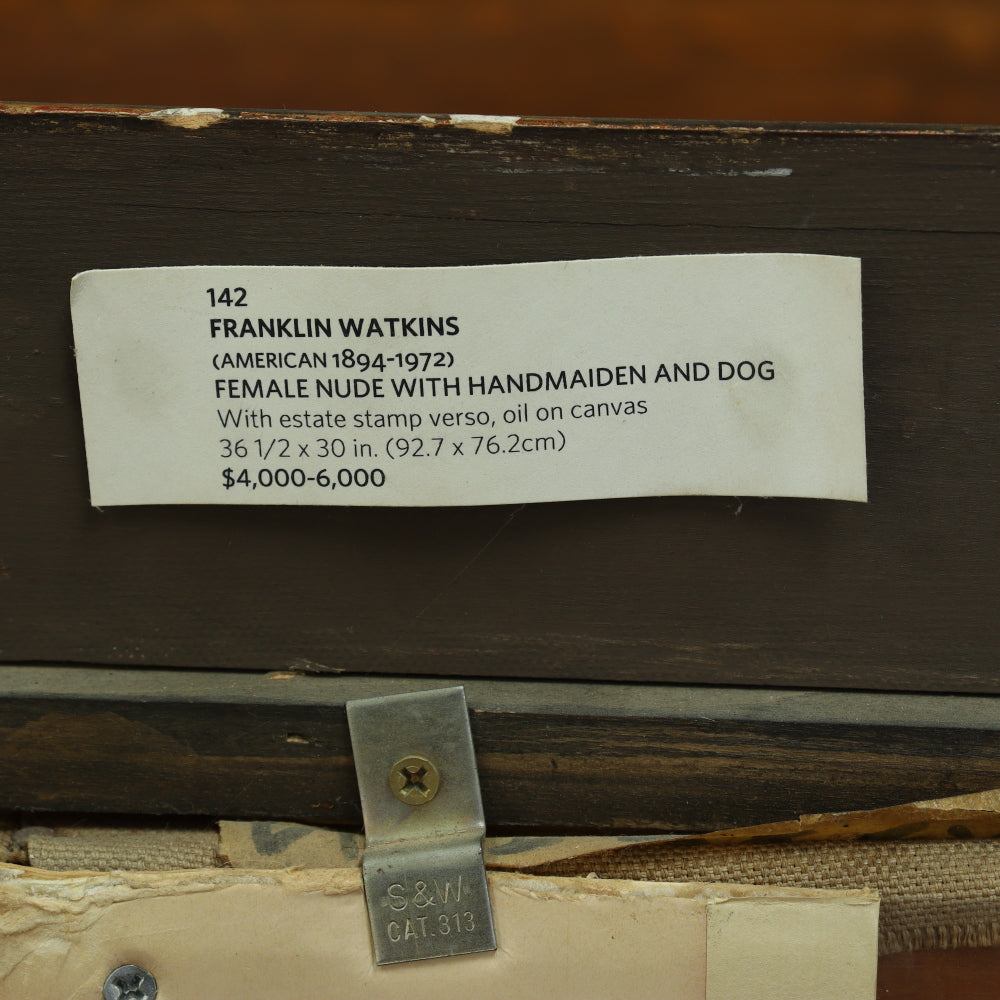 142
FRANKLIN WATKINS
(AMERICAN 1894-1972)
FEMALE NUDE WITH HANDMAIDEN AND DOG
With estate stamp verso, oil on canvas
36 1/2 x 30 in. (92.7 x 76.2cm)
$4,000-6,000
S&W
CAT.313